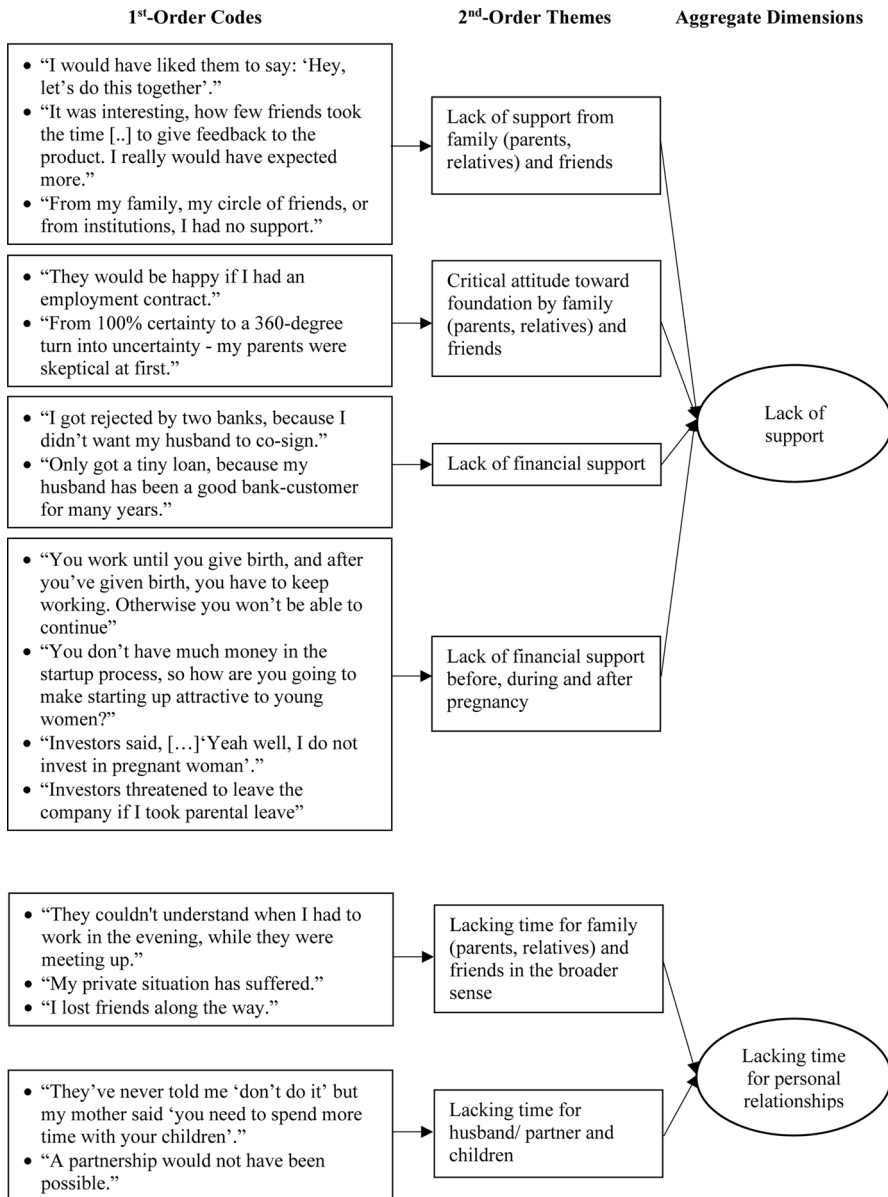 1st-Order Codes
2nd-Order Themes
Aggregate Dimensions
• “I would have liked them to say: ‘Hey,
let’s do this together’.”
• “It was interesting, how few friends took
the time [..] to give feedback to the
product. I really would have expected
more.”
• “From my family, my circle of friends, or
from institutions, I had no support.”
Lack of support from
family (parents,
relatives) and friends
• “They would be happy if I had an
employment contract.”
• “From 100% certainty to a 360-degree
turn into uncertainty - my parents were
skeptical at first.”
Critical attitude toward
foundation by family
(parents, relatives) and
friends
• “I got rejected by two banks, because I
didn’t want my husband to co-sign.”
• “Only got a tiny loan, because my
husband has been a good bank-customer
for many years.”
Lack of financial support
Lack of
support
• “You work until you give birth, and after
you’ve given birth, you have to keep
working. Otherwise you won’t be able to
continue”
• “You don’t have much money in the
startup process, so how are you going to
make starting up attractive to young
women?”
• “Investors said, […]‘Yeah well, I do not
invest in pregnant woman’.”
• “Investors threatened to leave the
company if I took parental leave”
Lack of financial support
before, during and after
pregnancy
• “They couldn't understand when I had to
work in the evening, while they were
meeting up.”
• “My private situation has suffered.”
• “I lost friends along the way.”
Lacking time for family
(parents, relatives) and
friends in the broader
sense
• “They’ve never told me ‘don’t do it’ but
my mother said ‘you need to spend more
time with your children’.”
• “A partnership would not have been
possible.”
Lacking time for
husband/ partner and
children
Lacking time
for personal
relationships